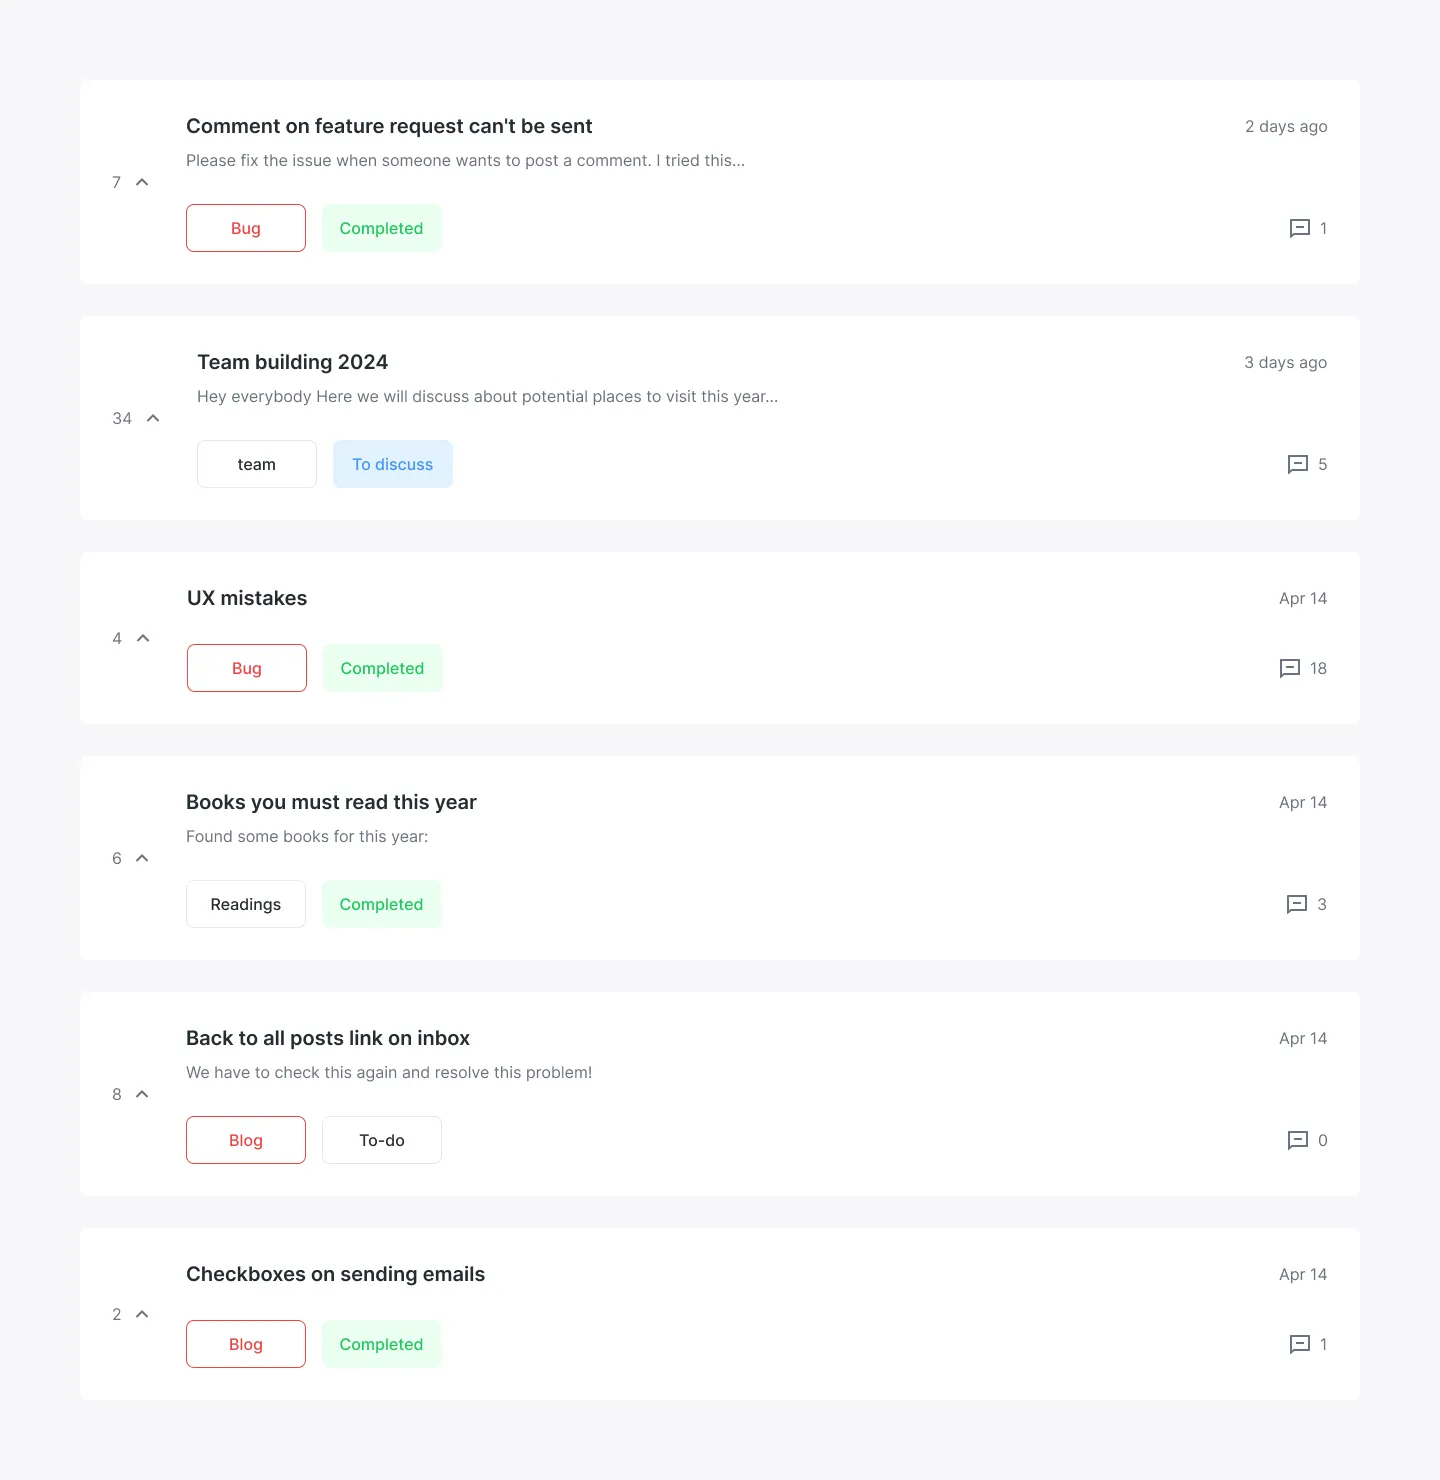 Comment on feature request can't be sent
2 days ago
Please fix the issue when someone wants to post a comment. I tried this...
7
Bug
Completed
1
Team building 2024
3 days ago
Hey everybody Here we will discuss about potential places to visit this year...
34
team
To discuss
5
UX mistakes
Apr 14
4
Bug
Completed
18
Books you must read this year
Apr 14
Found some books for this year:
6
Readings
Completed
3
Back to all posts link on inbox
Apr 14
We have to check this again and resolve this problem!
8
Blog
To-do
0
Checkboxes on sending emails
Apr 14
2
Blog
Completed
1